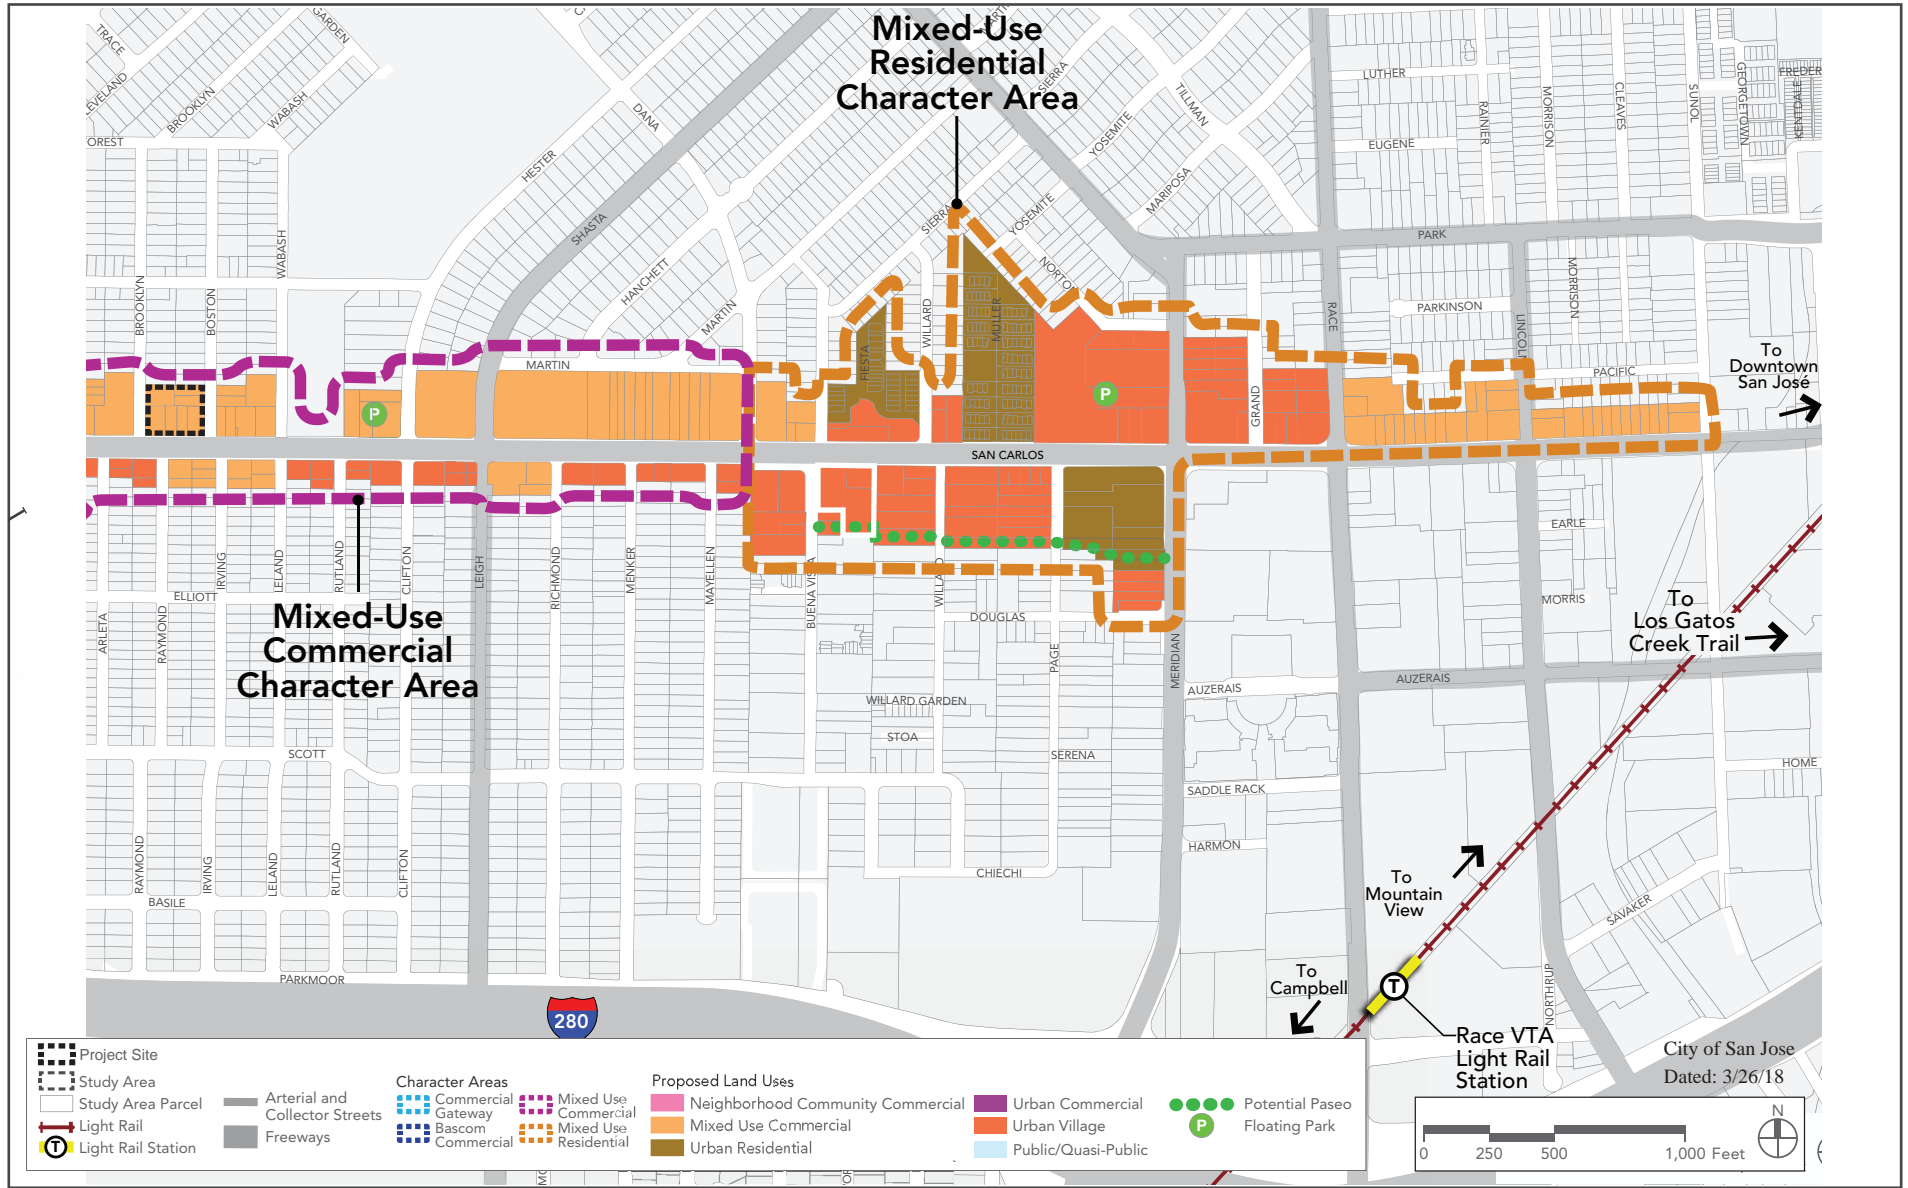 Mixed-Use
Residential
Character Area
TRACE
GARDEN
BROOKLYN
WABASH
DANA
HESTER
SHASTA
HANCHETT
MARTIN
MARTIN
SIERRA
SIERRA
YOSEMITE
YOSEMITE
TILLMAN
MARIPOSA
LUTHER
EUGENE
RAINIER
MORRISON
CLEAVES
SUNOL
GEORGETOWN
KENTDALE
FREDER
OREST
WABASH
BROOKLYN
BOSTON
WILLARD
FIESTA
MULLER
PARK
RACE
PARKINSON
MORRISON
PACIFIC
GRAND
To
Downtown
San José
P
P
SAN CARLOS
LEIGH
IRVING
LELAND
RUTLAND
CLIFTON
RICHMOND
MENKER
MAYELLEN
BUENA VISTA
WILLARD
ELLIOTT
ARLETA
RAYMOND
Mixed-Use
Commercial
Character Area
DOUGLAS
PAGE
MERIDIAN
EARLE
MORRIS
To
Los Gatos
Creek Trail
AUZERAIS
AUZERAIS
WILLARD GARDEN
STOA
SERENA
SCOTT
SADDLE RACK
HOME
HARMON
RAYMOND
IRVING
LELAND
RUTLAND
CLIFTON
CHIECHI
BASILE
To
Mountain
View
SAVAKER
NORTHRUP
PARKMOOR
280
To
Campbell
T
Race VTA
Light Rail
Station
City of San Jose
Dated: 3/26/18
Project Site
Study Area
Study Area Parcel
Light Rail
T
Light Rail Station
Arterial and
Collector Streets
Freeways
Character Areas
Commercial
Gateway
Bascom
Commercial
Mixed Use
Commercial
Mixed Use
Residential
Proposed Land Uses
Neighborhood Community Commercial
Mixed Use Commercial
Urban Residential
Urban Commercial
Urban Village
Public/Quasi-Public
Potential Paseo
P
Floating Park
0 250 500 1,000 Feet
N